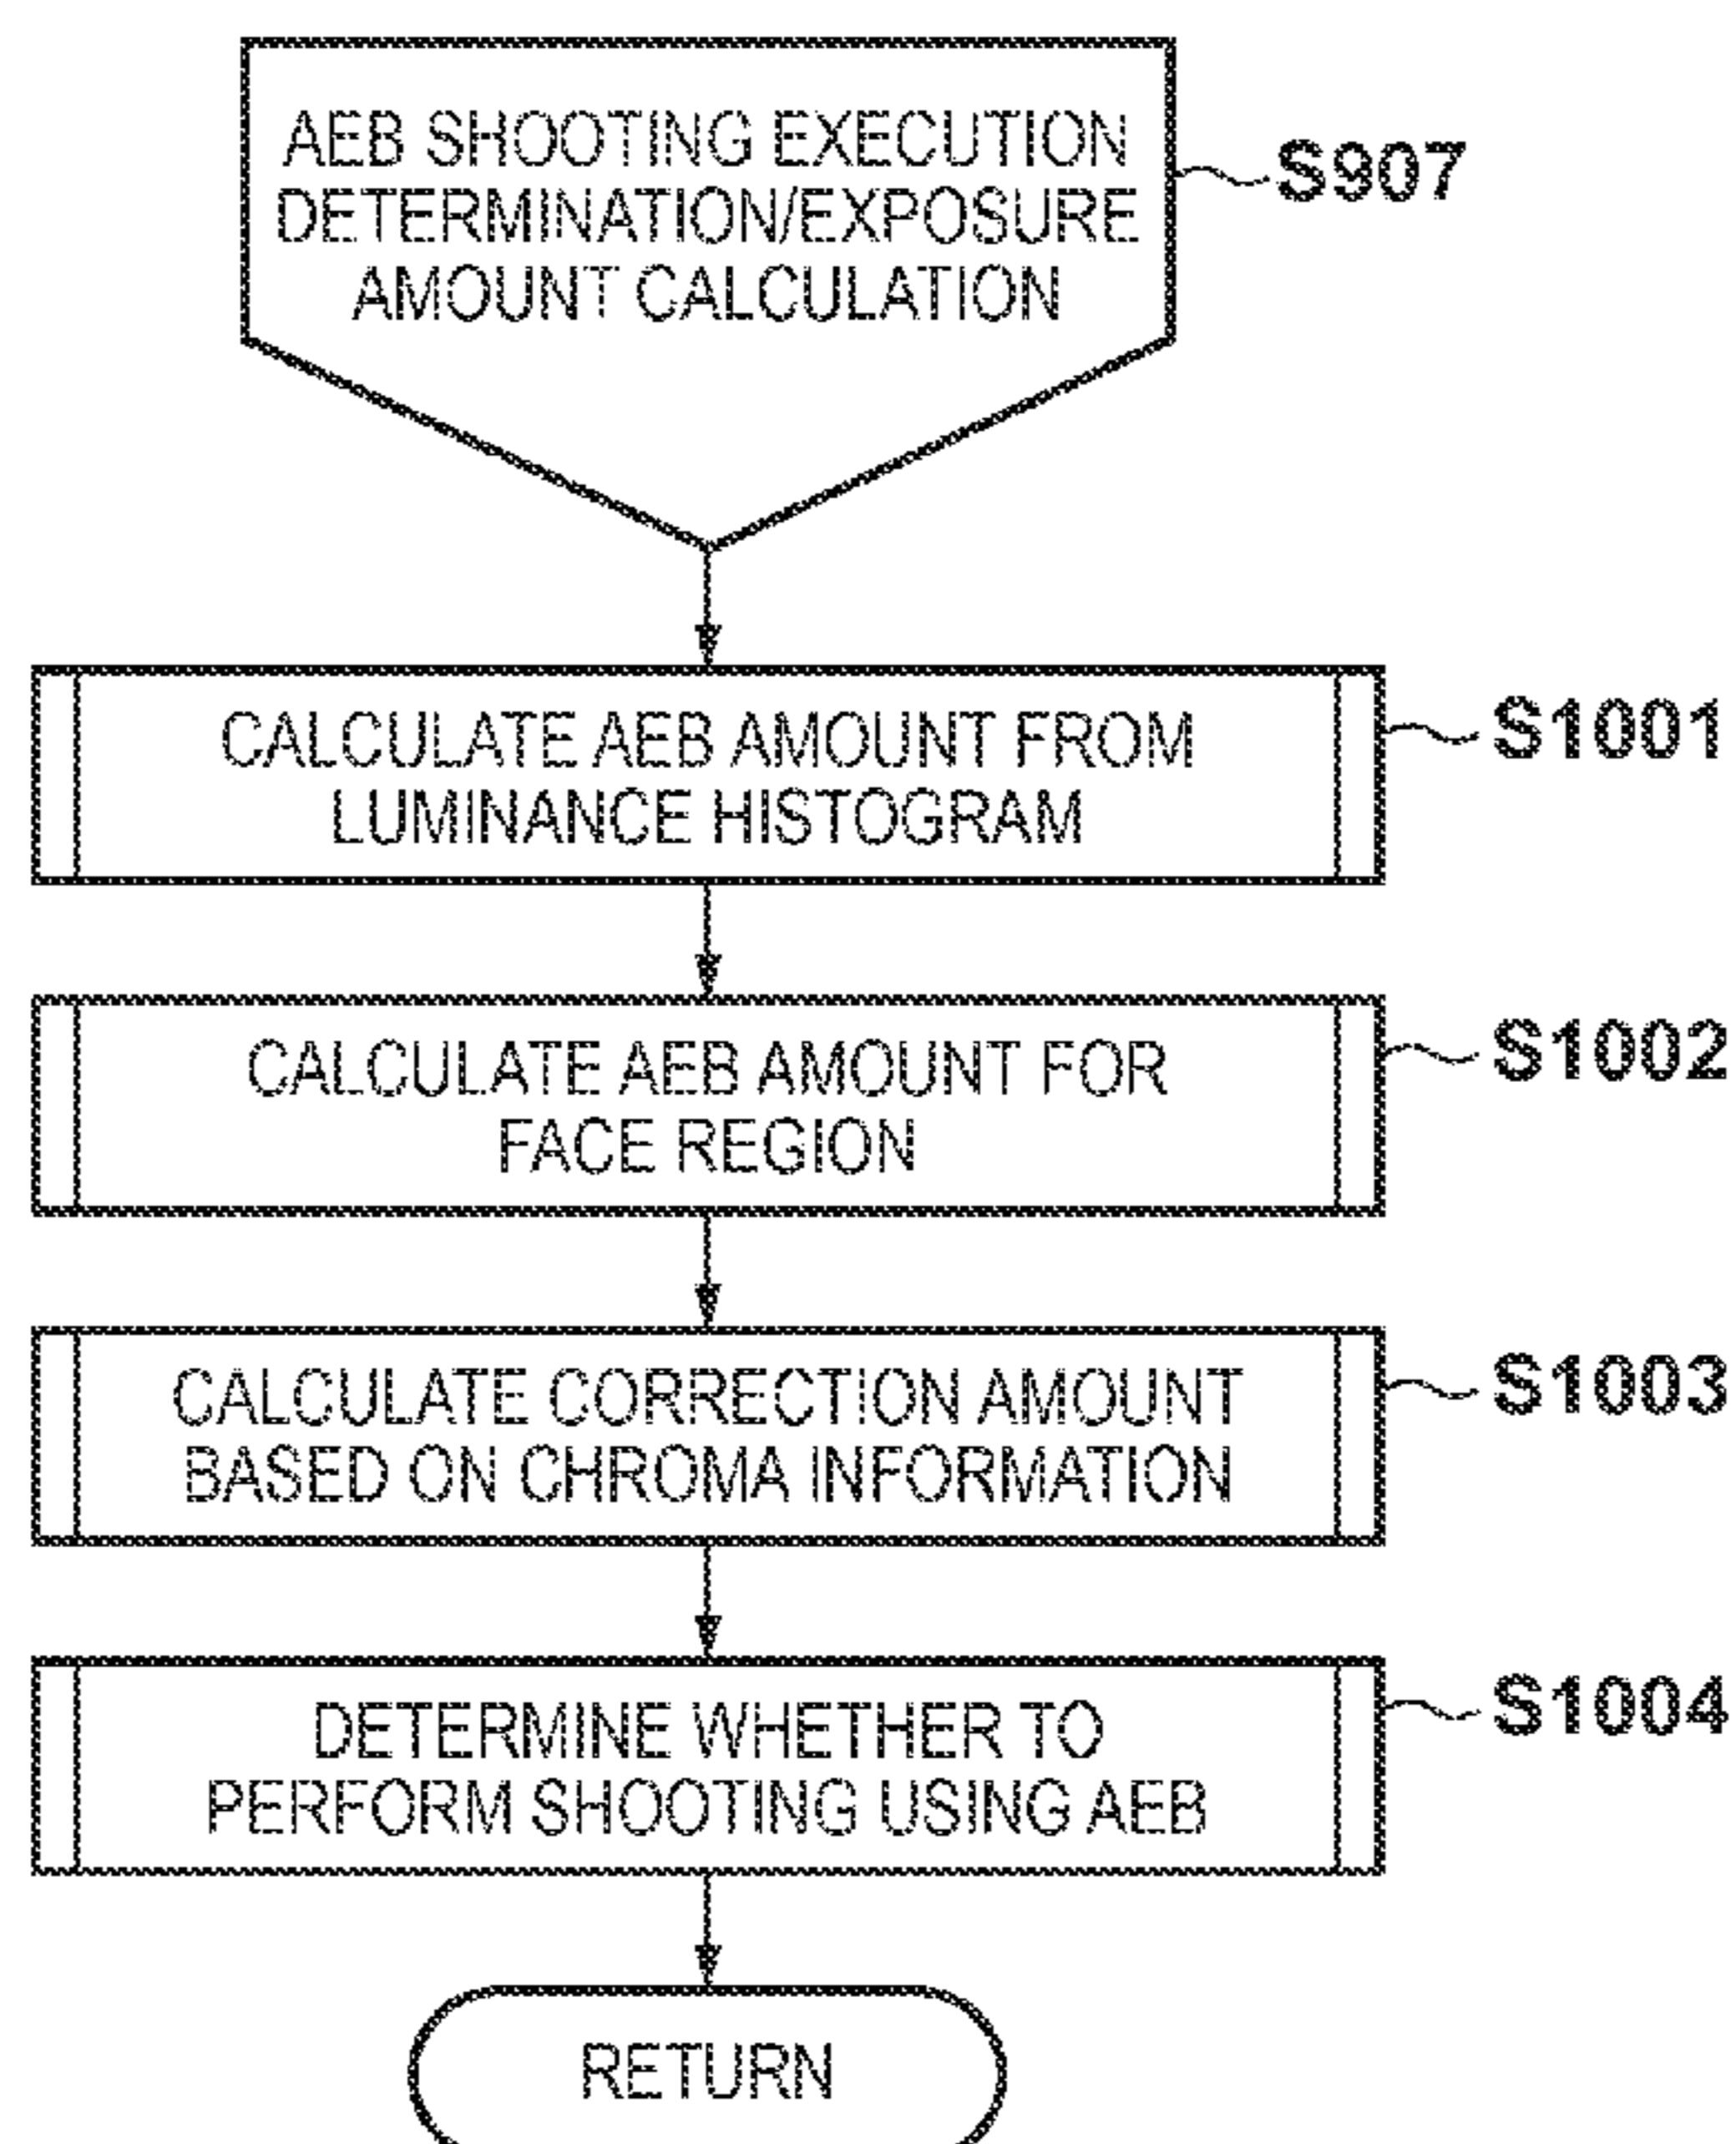 AEB SHOOTING EXECUTION
DETERMINATION/EXPOSURE
AMOUNT CALCULATION
S907
CALCULATE AEB AMOUNT FROM
LUMINANCE HISTOGRAM
S1001
CALCULATE AEB AMOUNT FOR
FACE REGION
S1002
CALCULATE CORRECTION AMOUNT
BASED ON CHROMA INFORMATION
S1003
DETERMINE WHETHER TO
PERFORM SHOOTING USING AEB
S1004
RETURN